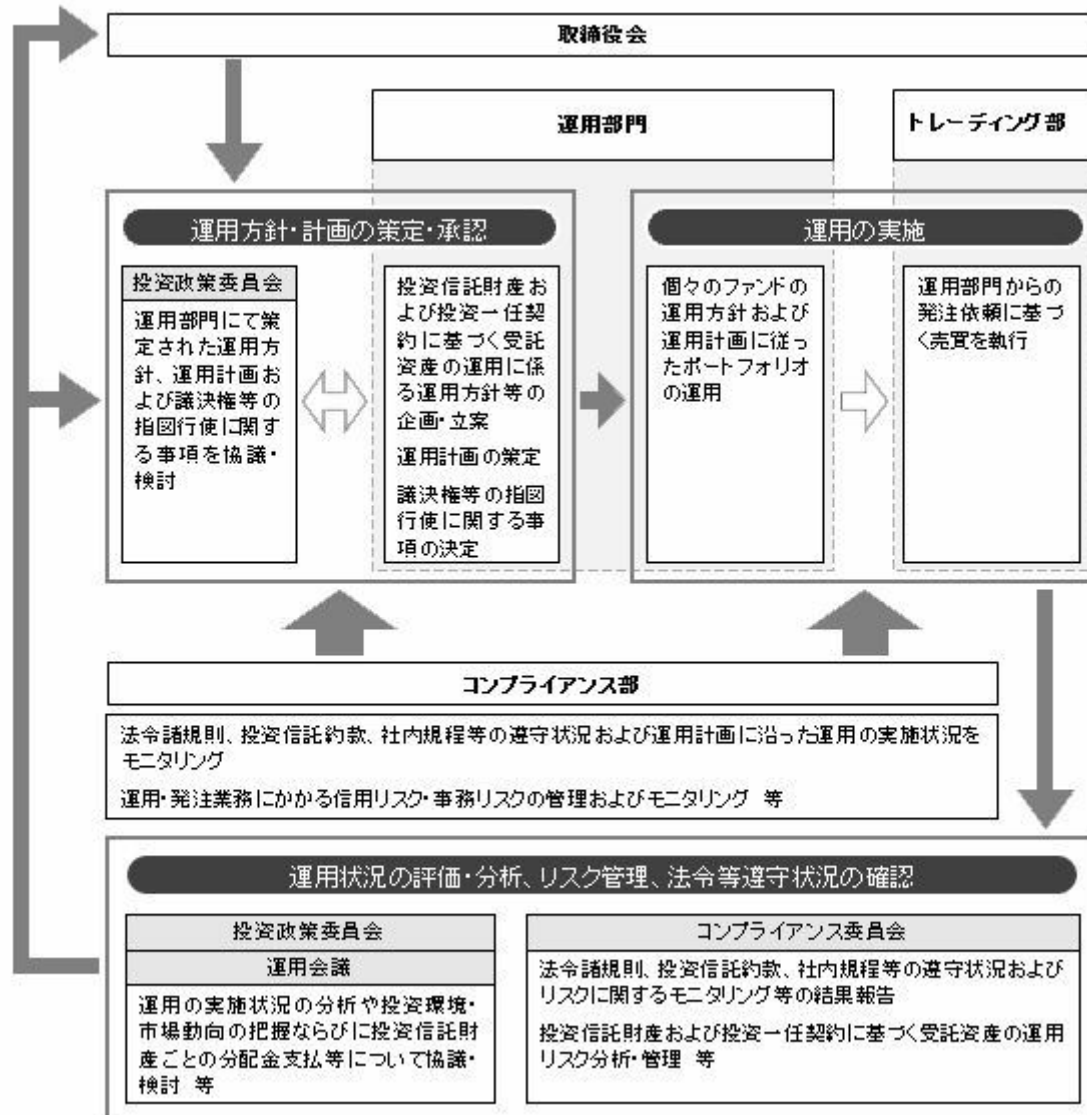 取締役会
運用部門
トレーディング部
運用方針・計画の策定・承認
投資政策委員会
運用部門にて策
定された運用方
針、運用計画お
よび議決権等の
指図行使に関す
る事項を協議・
検討
投資信託財産お
よび投資一任契
約に基づく受託
資産の運用に係
る運用方針等の
企画・立案
運用計画の策定
議決権等の指図
行使に関する事
項の決定
運用の実施
個々のファンドの
運用方針および
運用計画に従っ
たポートフォリオ
の運用
運用部門からの
発注依頼に基づ
く売買を執行
コンプライアンス部
法令諸規則、投資信託約款、社内規程等の遵守状況および運用計画に沿った運用の実施状況を
モニタリング
運用・発注業務にかかる信用リスク・事務リスクの管理およびモニタリング 等
運用状況の評価・分析、リスク管理、法令等遵守状況の確認
投資政策委員会
運用会議
運用の実施状況の分析や投資環境・
市場動向の把握ならびに投資信託財
産ごとの分配金支払等について協議・
検討 等
コンプライアンス委員会
法令諸規則、投資信託約款、社内規程等の遵守状況および
リスクに関するモニタリング等の結果報告
投資信託財産および投資一任契約に基づく受託資産の運用
リスク分析・管理 等